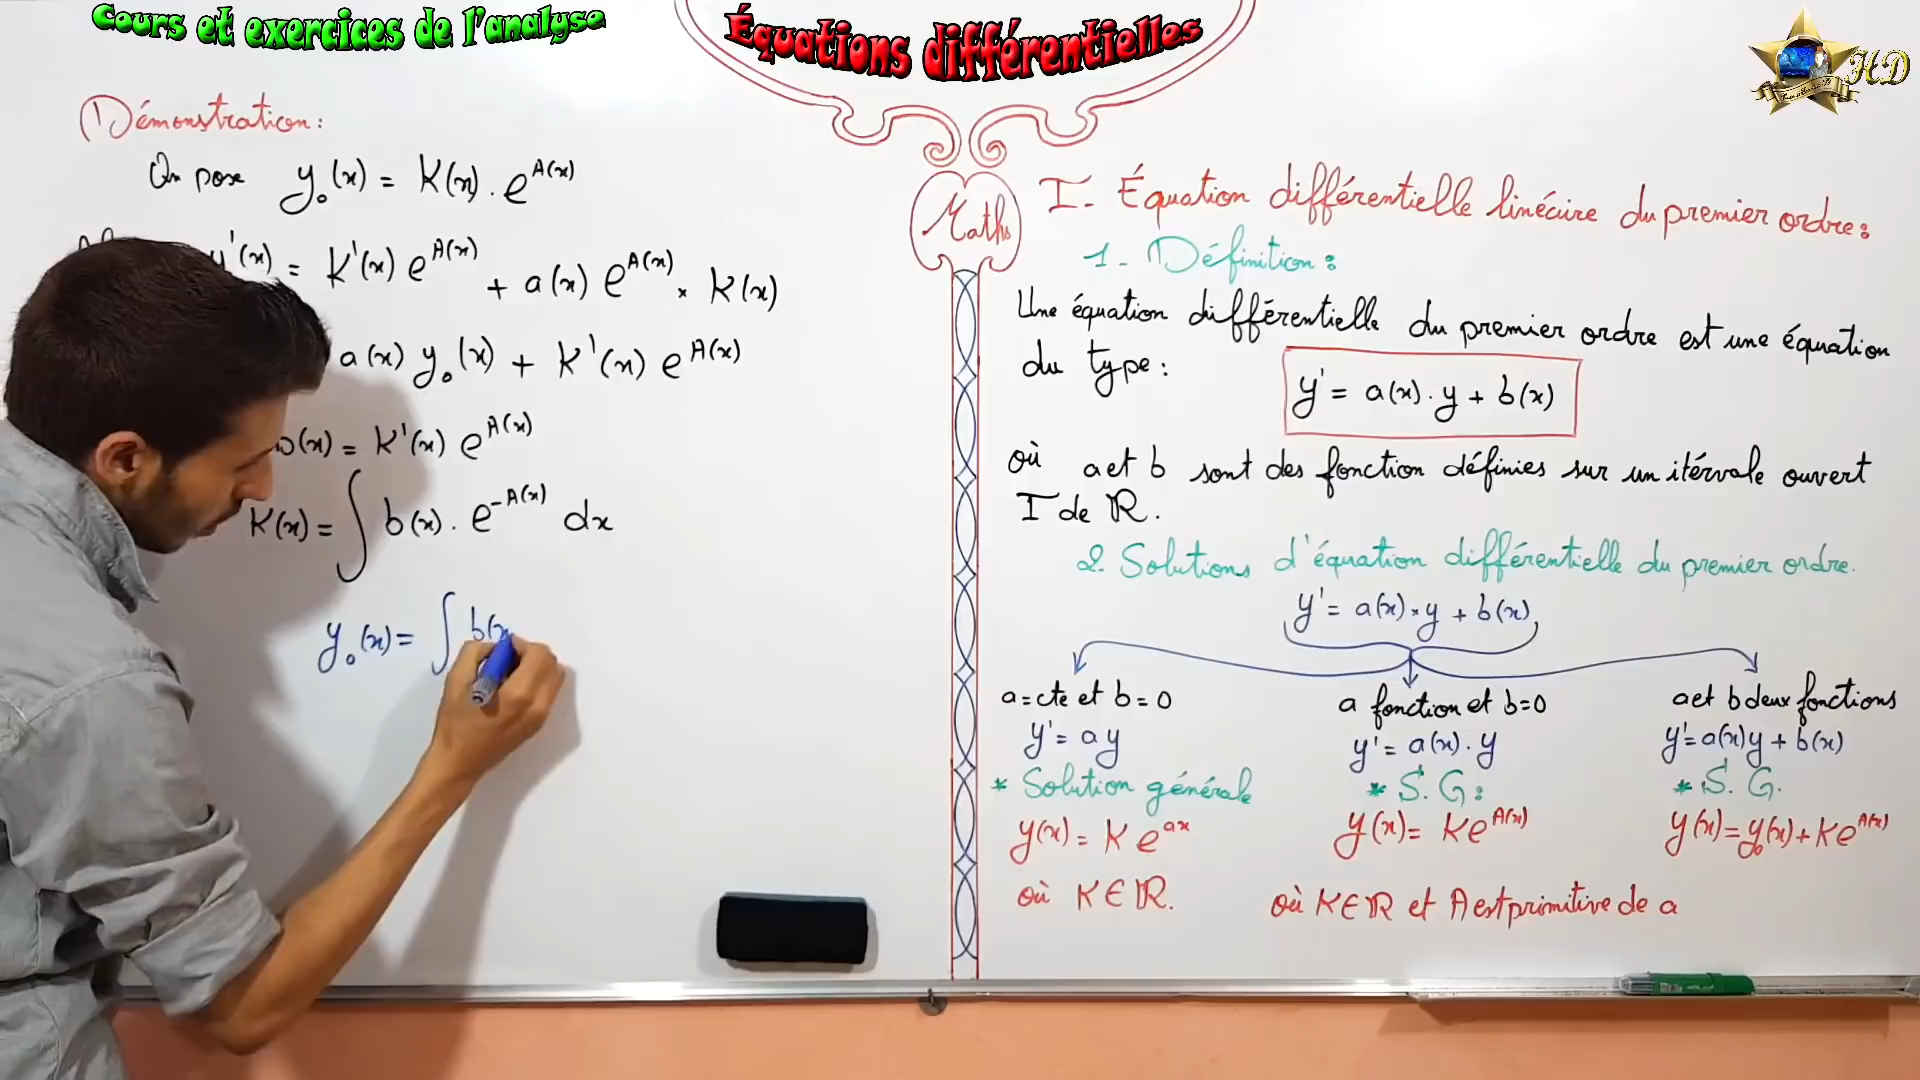 Cours et exercices de l'analyse
Équations différentielles
HD
Démonstration:
On pose y₀(x) = K(x) . e^A(x)
y'(x) = K'(x) e^A(x) + a(x) e^A(x) × K(x)
a(x) y₀(x) + K'(x) e^A(x)
b(x) = K'(x) e^A(x)
K(x) = ∫ b(x) . e^-A(x) dx
y₀(x) = ∫ b(x
Maths
I - Équation différentielle linéaire du premier ordre:
1 - Définition:
Une équation différentielle du premier ordre est une équation
du type: y' = a(x) . y + b(x)
où a et b sont des fonction définies sur un itérvale ouvert
I de ℝ.
2. Solutions d'équation différentielle du premier ordre.
y' = a(x) × y + b(x)
a = cte et b = 0
y' = a y
* Solution générale
y(x) = K e^ax
où K ∈ ℝ.
a fonction et b = 0
y' = a(x) . y
* S. G:
y(x) = K e^A(x)
a et b deux fonctions
y' = a(x) y + b(x)
* S. G.
y(x) = y₀(x) + K e^A(x)
où K ∈ ℝ et A est primitive de a